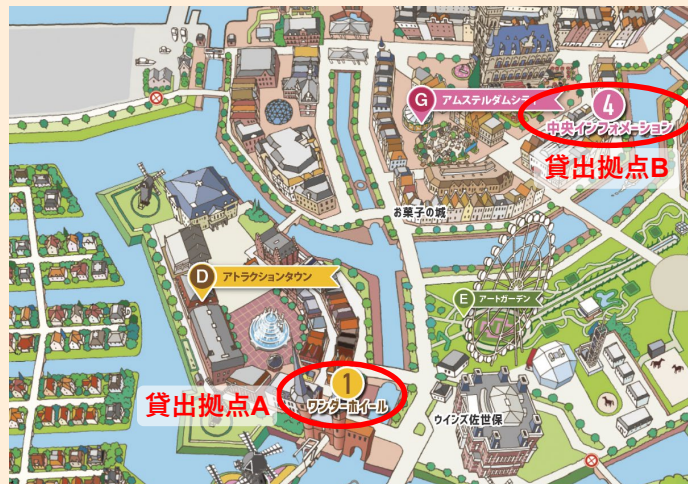 G
アムステルダムシティ
4
中央インフォメーション
貸出拠点B
お菓子の城
D
アトラクションタウン
E
アートガーデン
1
ワンダーホイール
貸出拠点A
ウインズ佐世保